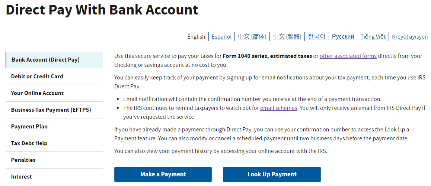 Direct Pay With Bank Account
English | Español | 中文 (简体) | 中文 (繁體) | 한국어 | Русский | Tiếng Việt | Kreyòl ayisyen
Bank Account (Direct Pay)
Debit or Credit Card
Your Online Account
Business Tax Payment (EFTPS)
Payment Plan
Tax Debt Help
Penalties
Interest
Use this secure service to pay your taxes for Form 1040 series, estimated taxes or other associated forms directly from your
checking or savings account at no cost to you.
You can easily keep track of your payment by signing up for email notifications about your tax payment, each time you use IRS
Direct Pay.
• Email notification will contain the confirmation number you receive at the end of a payment transaction.
• The IRS continues to remind taxpayers to watch out for email schemes. You will only receive an email from IRS Direct Pay if
you've requested the service
If you have already made a payment through Direct Pay, you can use your confirmation number to access the Look Up a
Payment feature. You can also modify or cancel a scheduled payment until two business days before the payment date.
You can also view your payment history by accessing your online account with the IRS.
Make a Payment
Look Up Payment